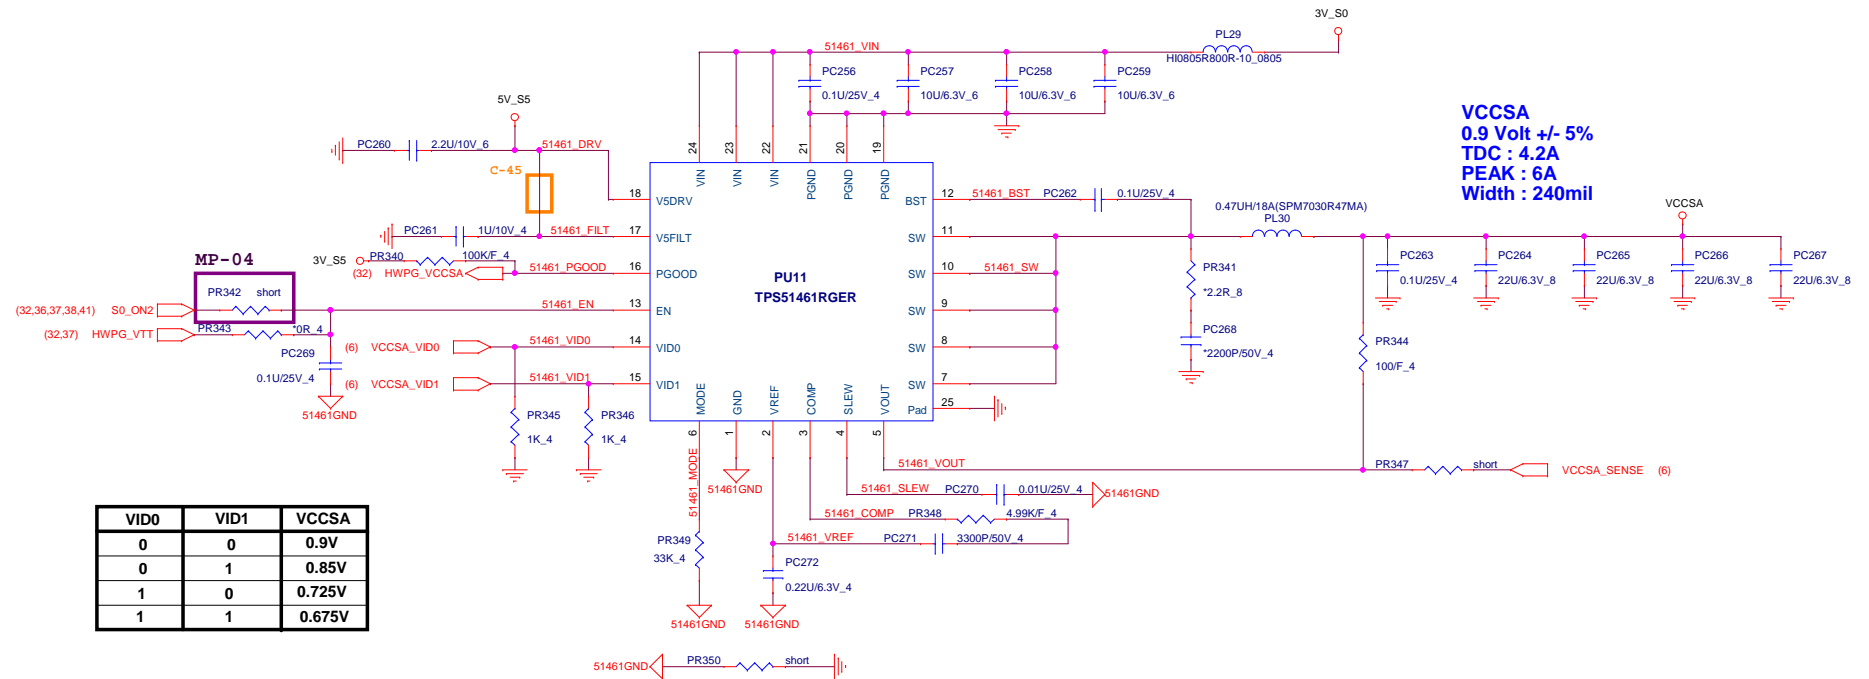 3V_S0
PL29
HI0805R800R-10_0805
51461_VIN
PC256
0.1U/25V_4
PC257
10U/6.3V_6
PC258
10U/6.3V_6
PC259
10U/6.3V_6
5V_S5
PC260
2.2U/10V_6
51461_DRV
C-45
VCCSA
0.9 Volt +/- 5%
TDC : 4.2A
PEAK : 6A
Width : 240mil
24 23 22 21 20 19
VIN VIN VIN PGND PGND PGND
18 V5DRV
BST 12 51461_BST PC262 0.1U/25V_4
PC261 1U/10V_4 51461_FILT 17 V5FILT
SW 11
0.47UH/18A(SPM7030R47MA)
PL30
VCCSA
3V_S5 PR340 100K/F_4
(32) HWPG_VCCSA 51461_PGOOD 16 PGOOD
PU11
TPS51461RGER
SW 10 51461_SW
PR341
*2.2R_8
PC263
0.1U/25V_4
PC264
22U/6.3V_8
PC265
22U/6.3V_8
PC266
22U/6.3V_8
PC267
22U/6.3V_8
MP-04
PR342 short
(32,36,37,38,41) S0_ON2 51461_EN 13 EN
SW 9
(32,37) HWPG_VTT PR343 *0R_4
PC268
*2200P/50V_4
PC269
0.1U/25V_4
51461GND
(6) VCCSA_VID0 51461_VID0 14 VID0
SW 8
PR344
100/F_4
(6) VCCSA_VID1 51461_VID1 15 VID1
SW 7
Pad 25
PR345
1K_4
PR346
1K_4
MODE GND VREF COMP SLEW VOUT
6 1 2 3 4 5
51461_MODE
51461GND
51461_VOUT PR347 short VCCSA_SENSE (6)
51461_SLEW PC270 0.01U/25V_4 51461GND
51461_COMP PR348 4.99K/F_4
51461_VREF PC271 3300P/50V_4
PR349
33K_4
51461GND
PC272
0.22U/6.3V_4
51461GND
VID0 VID1 VCCSA
0 0 0.9V
0 1 0.85V
1 0 0.725V
1 1 0.675V
51461GND PR350 short